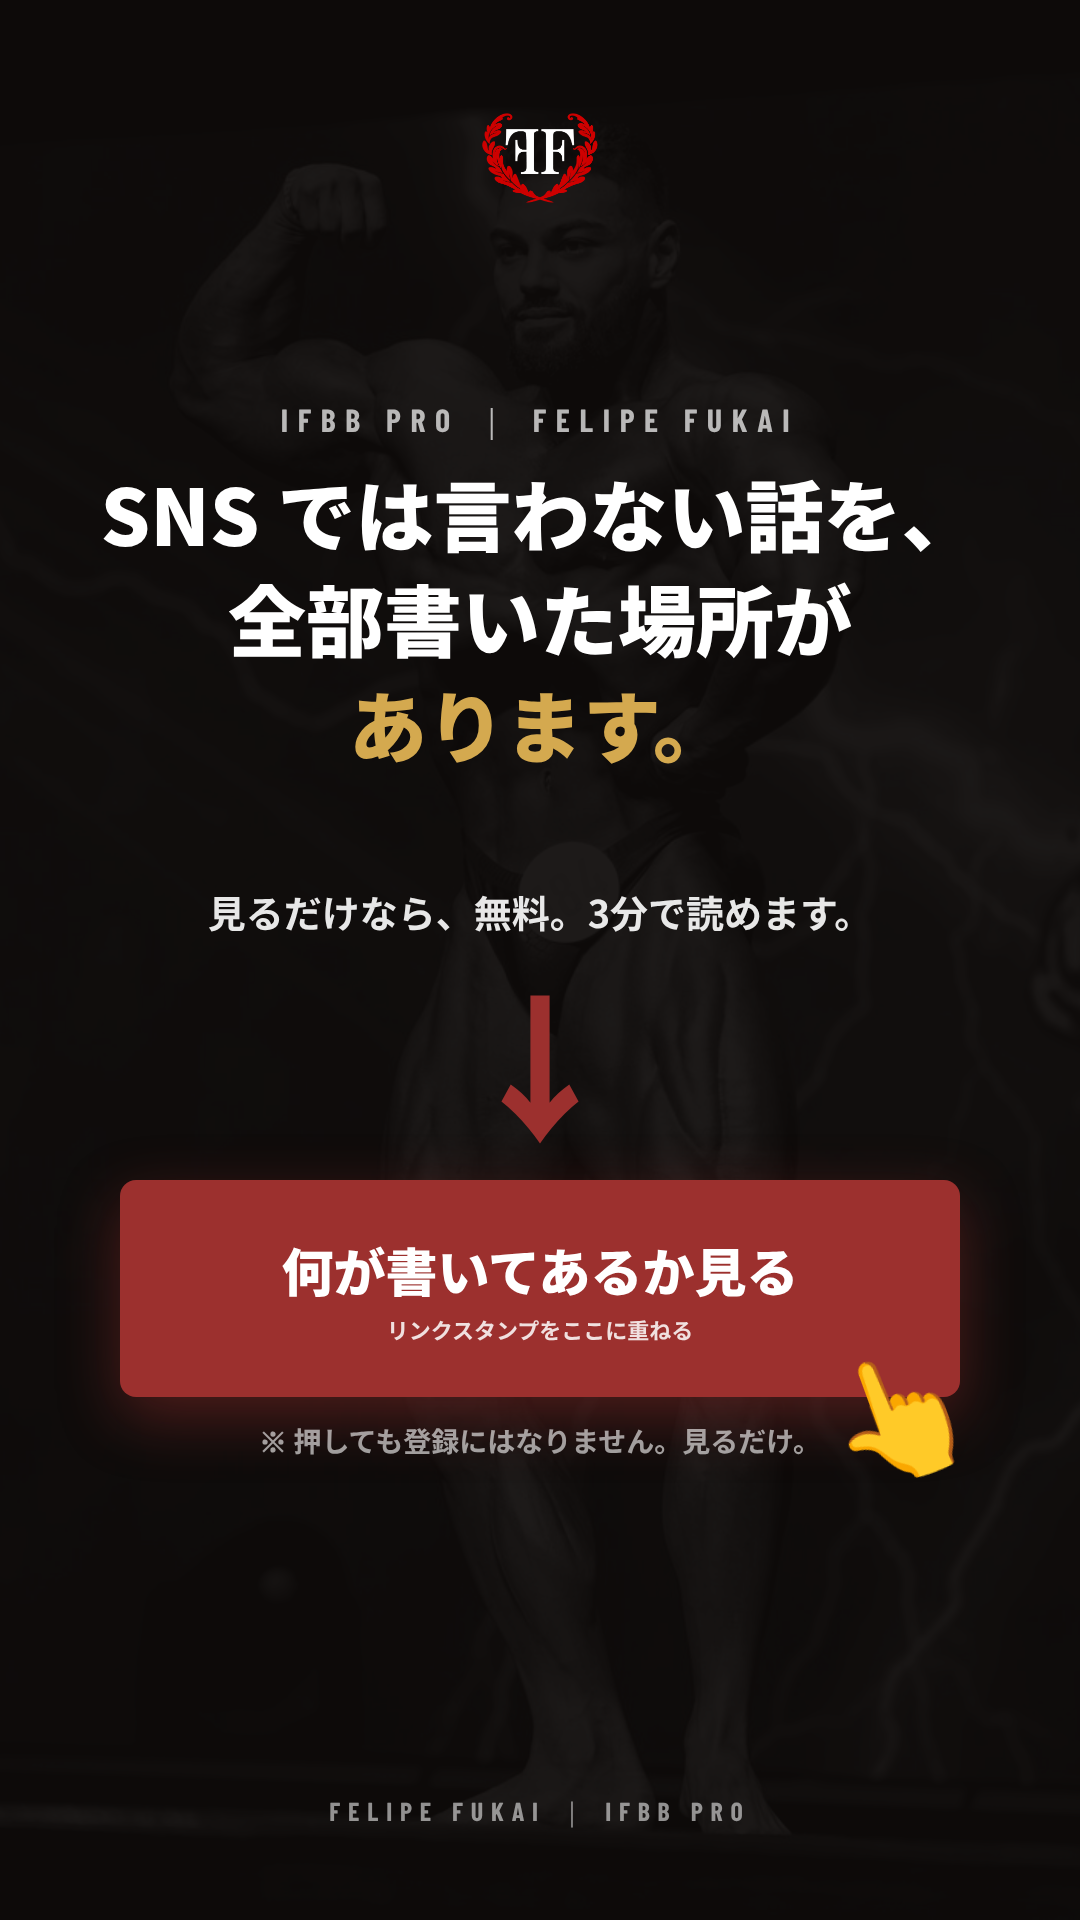 FF
IFBB PRO | FELIPE FUKAI
SNS では言わない話を、
全部書いた場所が
あります。
見るだけなら、無料。3分で読めます。
↓
何が書いてあるか見る
リンクスタンプをここに重ねる
※ 押しても登録にはなりません。見るだけ。
FELIPE FUKAI | IFBB PRO